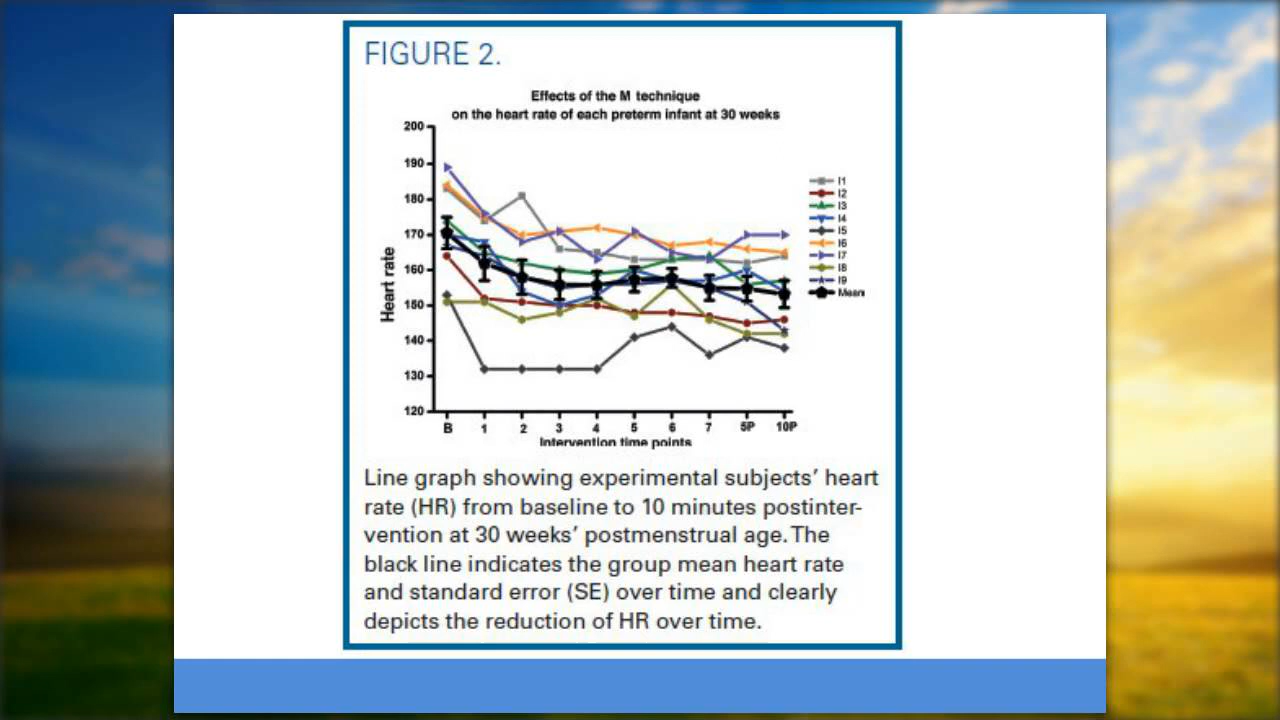 FIGURE 2.
Effects of the M technique
on the heart rate of each preterm infant at 30 weeks
200
190
180
170
160
150
140
130
120
Heart rate
B 1 2 3 4 5 6 7 5P 10P
Intervention time points
I1
I2
I3
I4
I5
I6
I7
I8
I9
Mean
Line graph showing experimental subjects' heart
rate (HR) from baseline to 10 minutes postinter-
vention at 30 weeks' postmenstrual age. The
black line indicates the group mean heart rate
and standard error (SE) over time and clearly
depicts the reduction of HR over time.